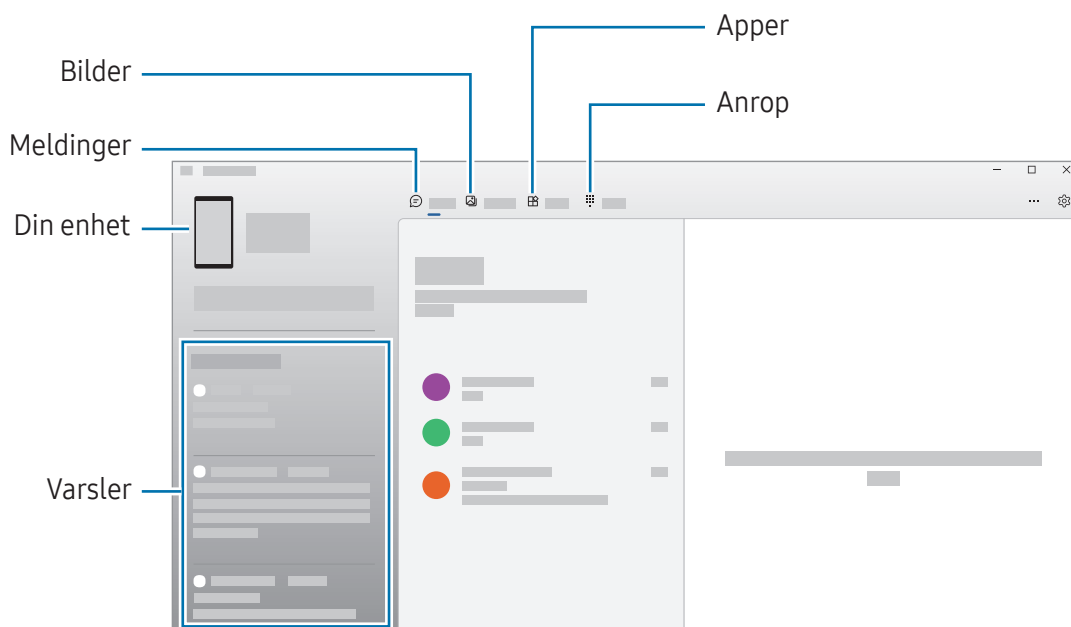 Apper
Bilder
Anrop
Meldinger
Din enhet
Varsler